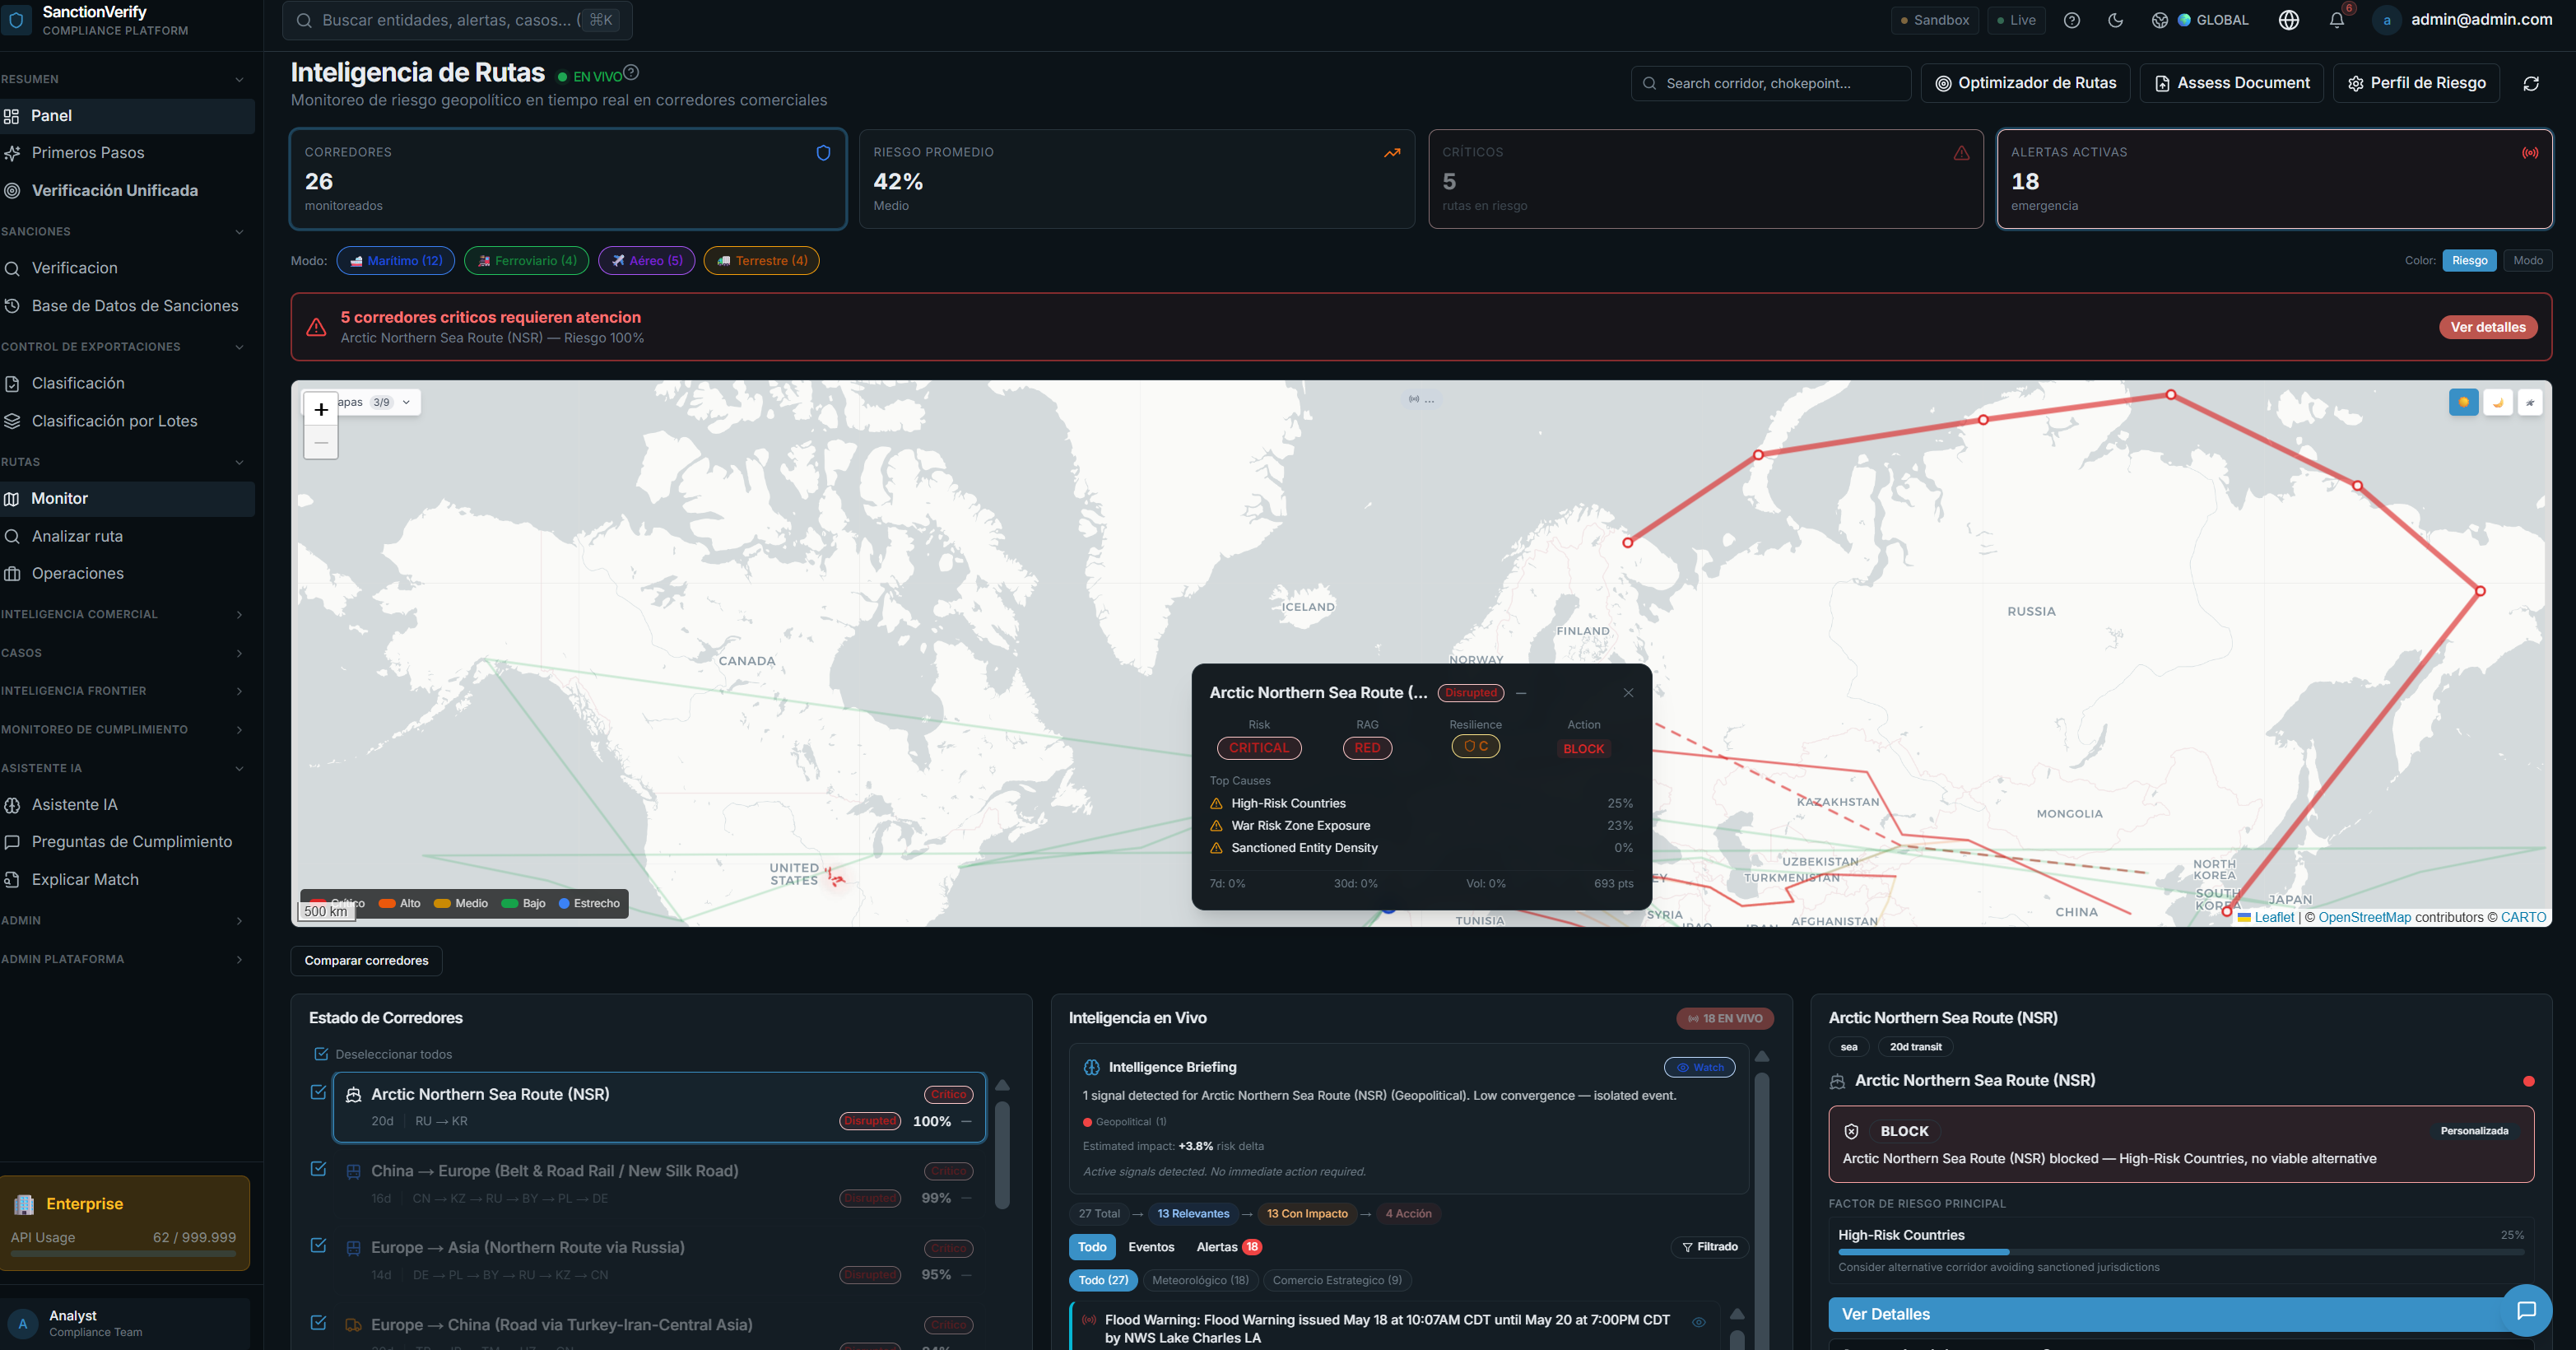 SanctionVerify
COMPLIANCE PLATFORM
Buscar entidades, alertas, casos... (⌘K
Sandbox
Live
GLOBAL
6
a
admin@admin.com
RESUMEN
Panel
Primeros Pasos
Verificación Unificada
SANCIONES
Verificacion
Base de Datos de Sanciones
CONTROL DE EXPORTACIONES
Clasificación
Clasificación por Lotes
RUTAS
Monitor
Analizar ruta
Operaciones
INTELIGENCIA COMERCIAL
CASOS
INTELIGENCIA FRONTIER
MONITOREO DE CUMPLIMIENTO
ASISTENTE IA
Asistente IA
Preguntas de Cumplimiento
Explicar Match
ADMIN
ADMIN PLATAFORMA
Enterprise
API Usage 62 / 999.999
A
Analyst
Compliance Team
Inteligencia de Rutas
EN VIVO
Monitoreo de riesgo geopolítico en tiempo real en corredores comerciales
Search corridor, chokepoint...
Optimizador de Rutas
Assess Document
Perfil de Riesgo
CORREDORES
26
monitoreados
RIESGO PROMEDIO
42%
Medio
CRÍTICOS
5
rutas en riesgo
ALERTAS ACTIVAS
18
emergencia
Modo:
Marítimo (12)
Ferroviario (4)
Aéreo (5)
Terrestre (4)
Color:
Riesgo
Modo
5 corredores criticos requieren atencion
Arctic Northern Sea Route (NSR) — Riesgo 100%
Ver detalles
+
−
apas 3/9
...
ICELAND
FINLAND
NORWAY
RUSSIA
CANADA
UNITED
STATES
KAZAKHSTAN
MONGOLIA
UZBEKISTAN
TURKMENISTAN
NORTH
KOREA
SOUTH
KOREA
JAPAN
CHINA
SYRIA
AFGHANISTAN
TUNISIA
Arctic Northern Sea Route (...
Disrupted
—
Risk RAG Resilience Action
CRITICAL RED C BLOCK
Top Causes
High-Risk Countries 25%
War Risk Zone Exposure 23%
Sanctioned Entity Density 0%
7d: 0% 30d: 0% Vol: 0% 693 pts
Crítico Alto Medio Bajo Estrecho
500 km
Leaflet | © OpenStreetMap contributors © CARTO
Comparar corredores
Estado de Corredores
Deseleccionar todos
Arctic Northern Sea Route (NSR) Crítico
20d RU → KR Disrupted 100% —
China → Europe (Belt & Road Rail / New Silk Road) Crítico
16d CN → KZ → RU → BY → PL → DE Disrupted 99% —
Europe → Asia (Northern Route via Russia) Crítico
14d DE → PL → BY → RU → KZ → CN Disrupted 95% —
Europe → China (Road via Turkey-Iran-Central Asia) Crítico
Inteligencia en Vivo
18 EN VIVO
Intelligence Briefing
Watch
1 signal detected for Arctic Northern Sea Route (NSR) (Geopolitical). Low convergence — isolated event.
Geopolitical (1)
Estimated impact: +3.8% risk delta
Active signals detected. No immediate action required.
27 Total → 13 Relevantes → 13 Con Impacto → 4 Acción
Todo Eventos Alertas 18 Filtrado
Todo (27) Meteorológico (18) Comercio Estrategico (9)
Flood Warning: Flood Warning issued May 18 at 10:07AM CDT until May 20 at 7:00PM CDT
by NWS Lake Charles LA
Arctic Northern Sea Route (NSR)
sea 20d transit
Arctic Northern Sea Route (NSR)
BLOCK Personalizada
Arctic Northern Sea Route (NSR) blocked — High-Risk Countries, no viable alternative
FACTOR DE RIESGO PRINCIPAL
High-Risk Countries 25%
Consider alternative corridor avoiding sanctioned jurisdictions
Ver Detalles